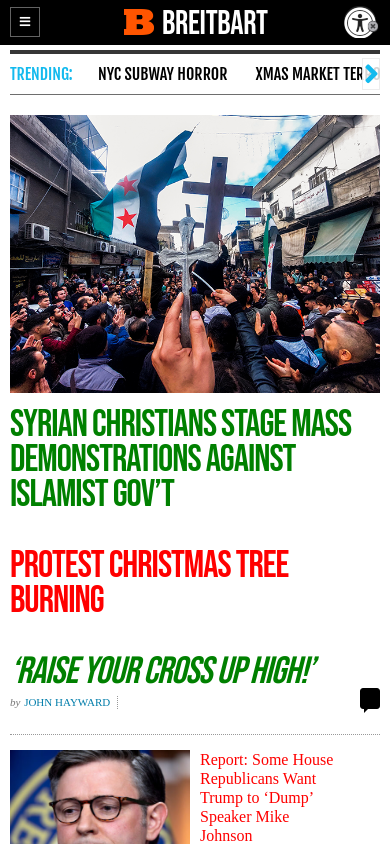 BREITBART
TRENDING: NYC SUBWAY HORROR XMAS MARKET TER
SYRIAN CHRISTIANS STAGE MASS
DEMONSTRATIONS AGAINST
ISLAMIST GOV’T
PROTEST CHRISTMAS TREE
BURNING
‘RAISE YOUR CROSS UP HIGH!’
by JOHN HAYWARD
Report: Some House
Republicans Want
Trump to ‘Dump’
Speaker Mike
Johnson